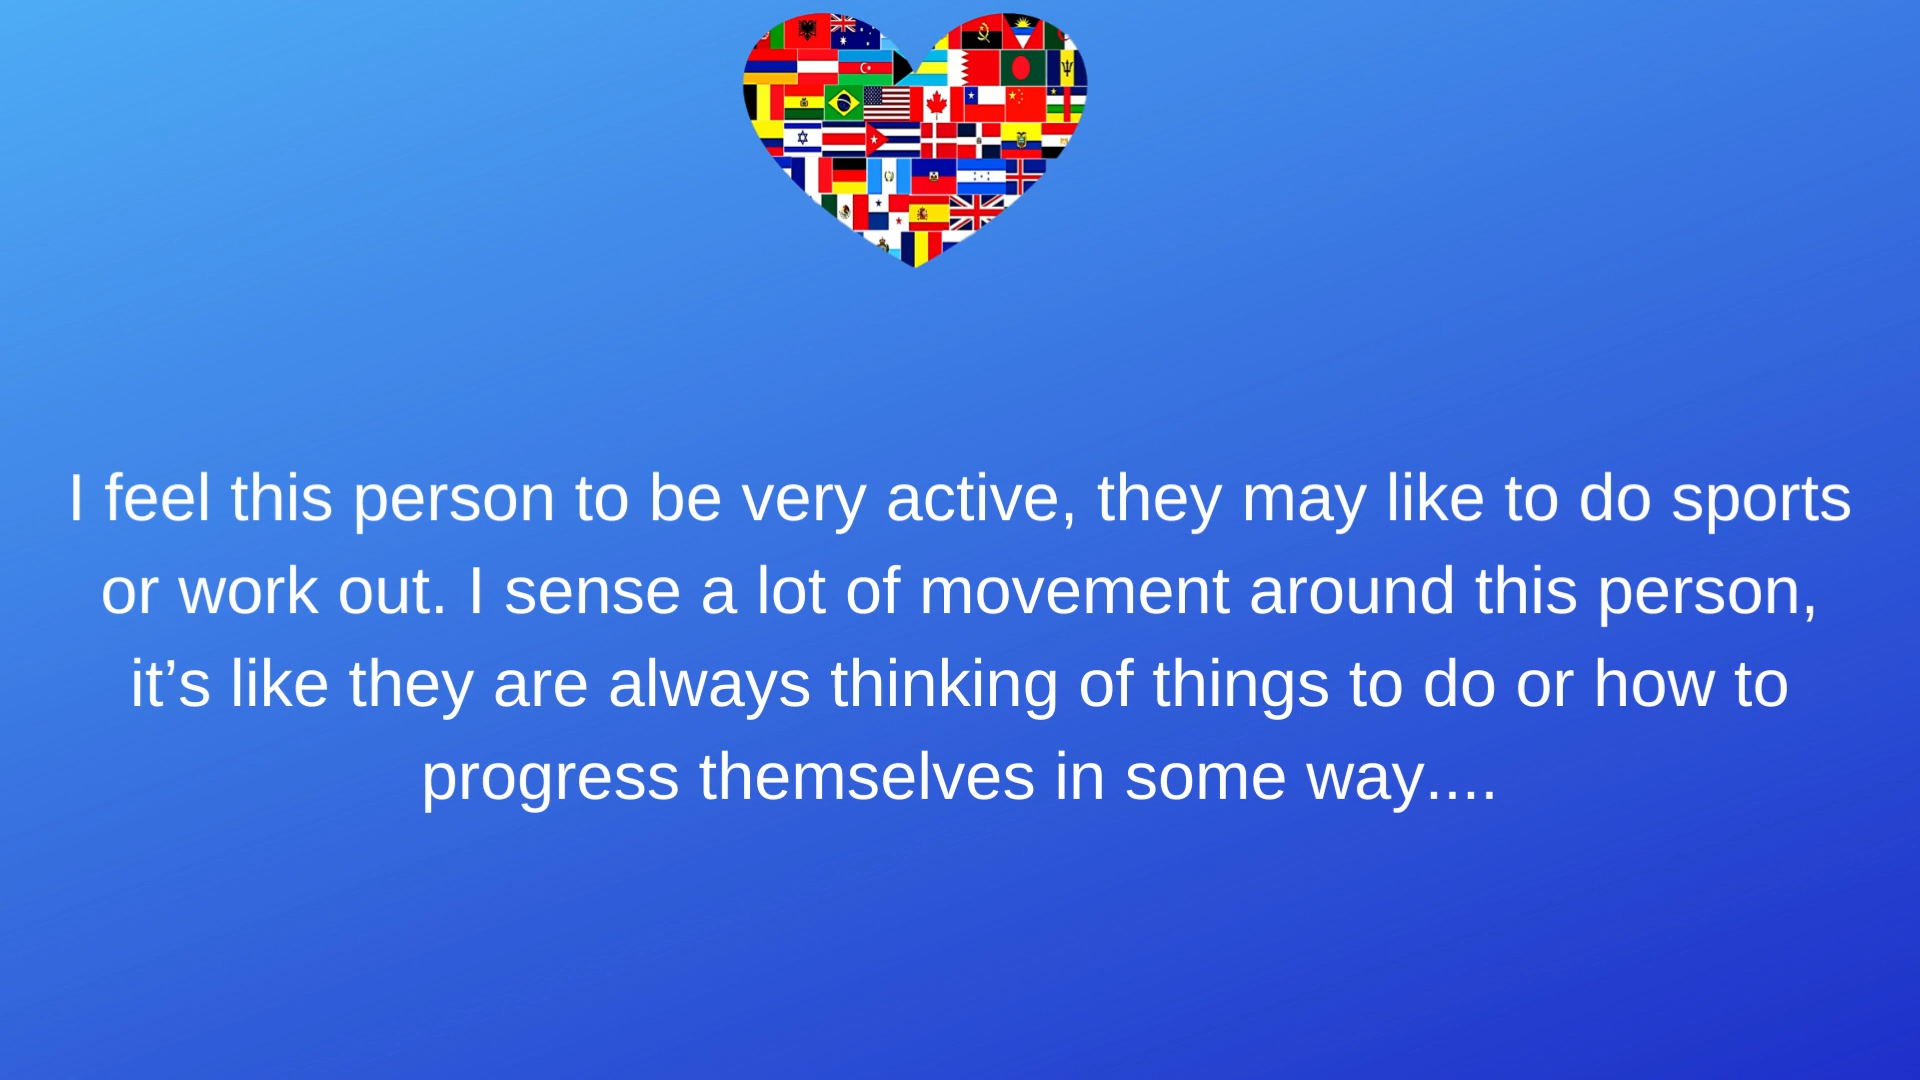 I feel this person to be very active, they may like to do sports
or work out. I sense a lot of movement around this person,
it’s like they are always thinking of things to do or how to
progress themselves in some way....